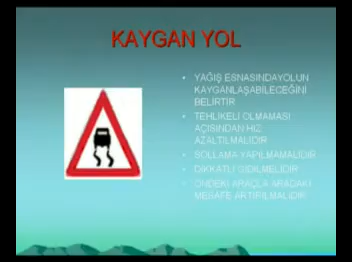 KAYGAN YOL
• YAĞIŞ ESNASINDAYOLUN
KAYGANLAŞABİLECEĞİNİ
BELİRTİR
• TEHLİKELİ OLMAMASI
AÇISINDAN HIZ
AZALTILMALIDIR
• SOLLAMA YAPILMAMALIDIR
• DİKKATLİ GİDİLMELİDİR
• ÖNDEKİ ARAÇLA ARADAKİ
MESAFE ARTIRILMALIDIR